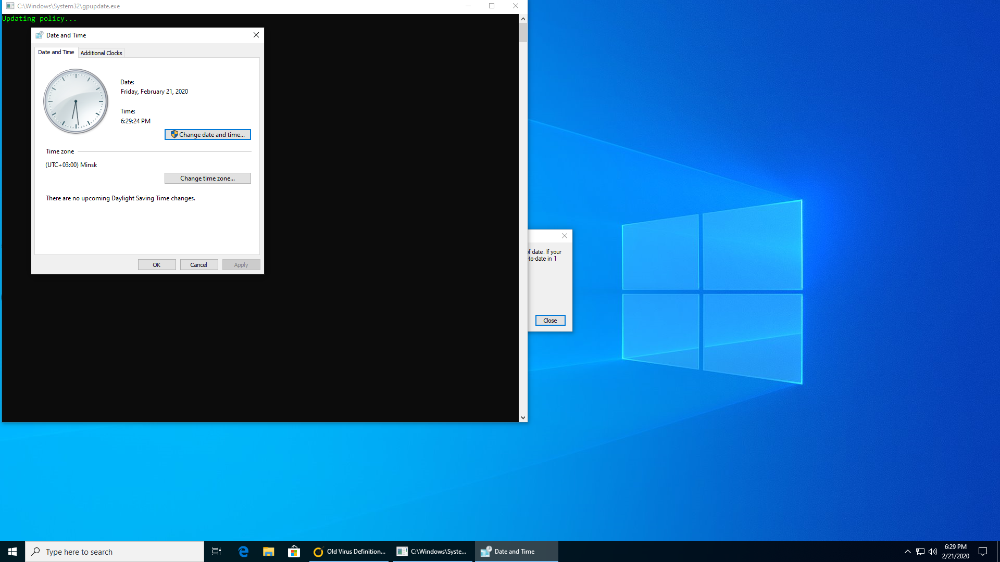 C:\Windows\System32\gpupdate.exe
Updating policy...
Date and Time
Date and Time
Additional Clocks
Date:
Friday, February 21, 2020
Time:
6:29:24 PM
Change date and time...
Time zone
(UTC+03:00) Minsk
Change time zone...
There are no upcoming Daylight Saving Time changes.
OK
Cancel
Apply
of date. If your
-to-date in 1
Close
Type here to search
Old Virus Definition...
C:\Windows\Syste...
Date and Time
6:29 PM
2/21/2020